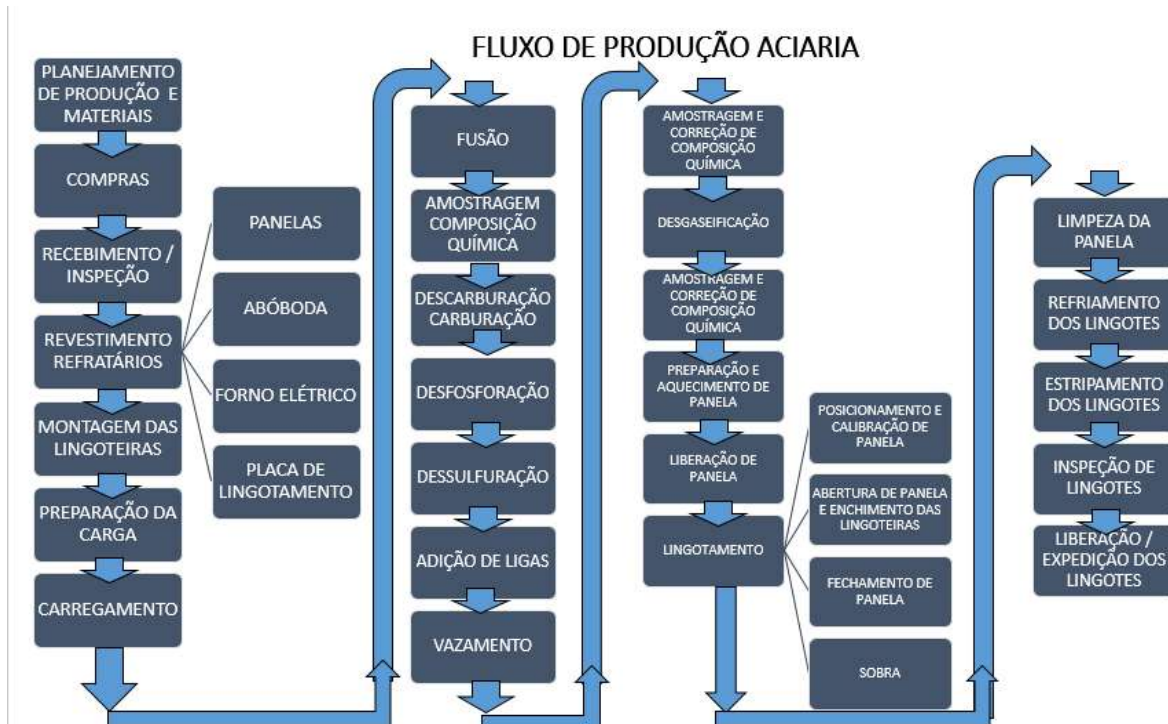 FLUXO DE PRODUÇÃO ACIARIA
PLANEJAMENTO
DE PRODUÇÃO E
MATERIAIS
COMPRAS
RECEBIMENTO /
INSPEÇÃO
REVESTIMENTO
REFRATÁRIOS
PANELAS
ABÓBODA
FORNO ELÉTRICO
PLACA DE
LINGOTAMENTO
MONTAGEM DAS
LINGOTEIRAS
PREPARAÇÃO DA
CARGA
CARREGAMENTO
FUSÃO
AMOSTRAGEM
COMPOSIÇÃO
QUÍMICA
DESCARBURAÇÃO
CARBURAÇÃO
DESFOSFORAÇÃO
DESSULFURAÇÃO
ADIÇÃO DE LIGAS
VAZAMENTO
AMOSTRAGEM E
CORREÇÃO DE
COMPOSIÇÃO
QUÍMICA
DESGASEIFICAÇÃO
AMOSTRAGEM E
CORREÇÃO DE
COMPOSIÇÃO
QUÍMICA
PREPARAÇÃO E
AQUECIMENTO DE
PANELA
LIBERAÇÃO DE
PANELA
LINGOTAMENTO
POSICIONAMENTO E
CALIBRAÇÃO DE
PANELA
ABERTURA DE PANELA
E ENCHIMENTO DAS
LINGOTEIRAS
FECHAMENTO DE
PANELA
SOBRA
LIMPEZA DA
PANELA
REFRIAMENTO
DOS LINGOTES
ESTRIPAMENTO
DOS LINGOTES
INSPEÇÃO DE
LINGOTES
LIBERAÇÃO /
EXPEDIÇÃO DOS
LINGOTES